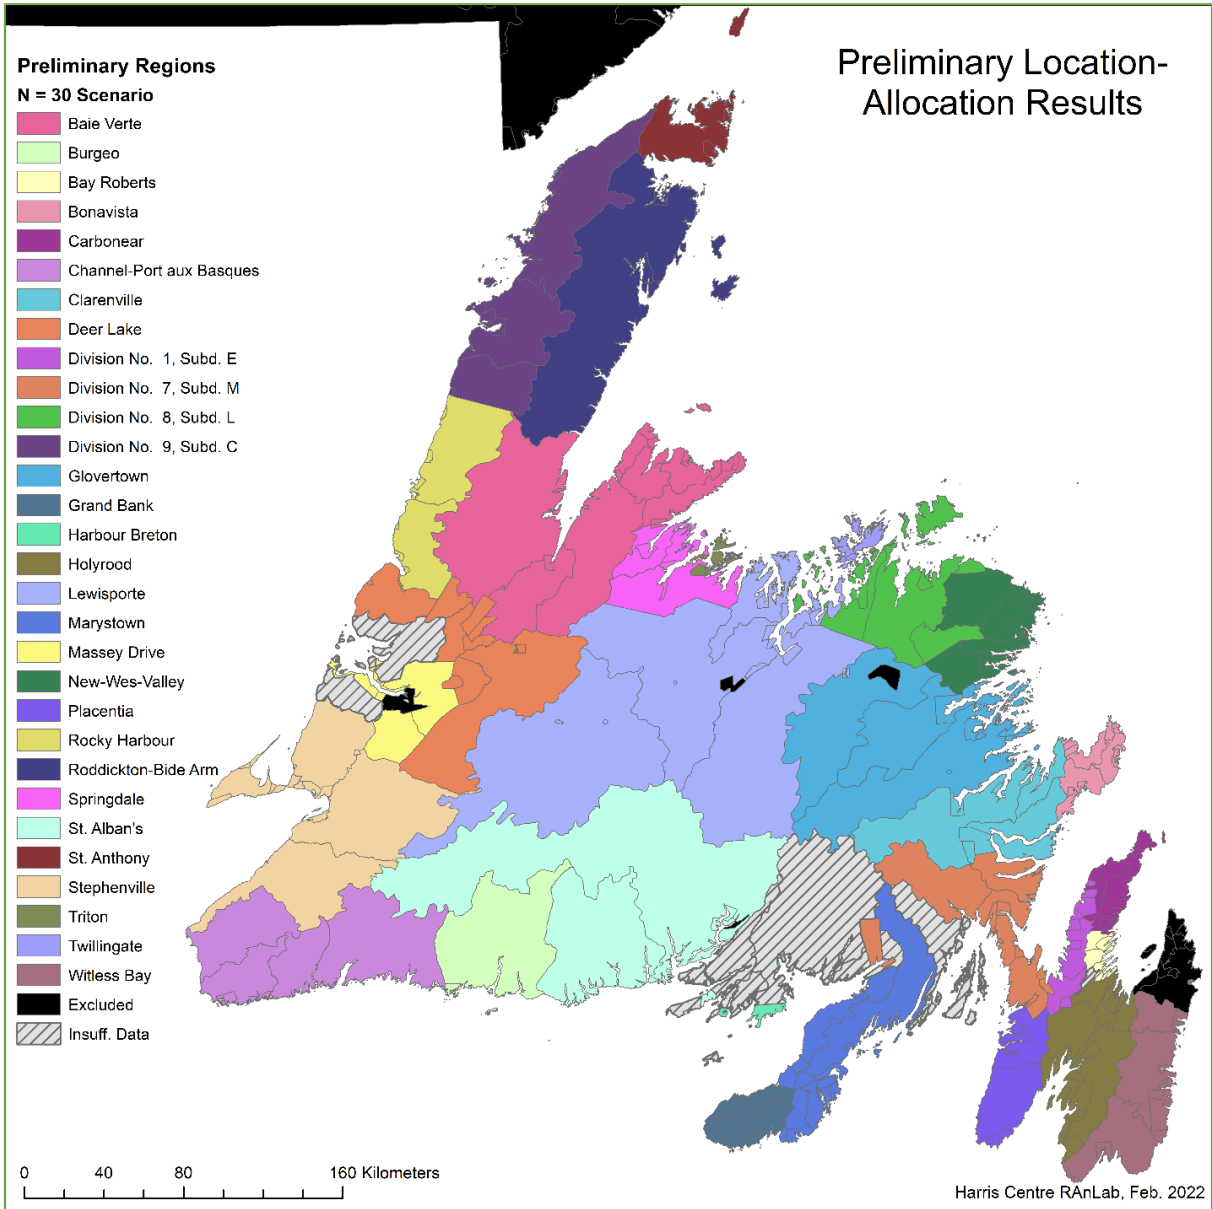 Preliminary Location-
Allocation Results
Preliminary Regions
N = 30 Scenario
Baie Verte
Burgeo
Bay Roberts
Bonavista
Carbonear
Channel-Port aux Basques
Clarenville
Deer Lake
Division No. 1, Subd. E
Division No. 7, Subd. M
Division No. 8, Subd. L
Division No. 9, Subd. C
Glovertown
Grand Bank
Harbour Breton
Holyrood
Lewisporte
Marystown
Massey Drive
New-Wes-Valley
Placentia
Rocky Harbour
Roddickton-Bide Arm
Springdale
St. Alban's
St. Anthony
Stephenville
Triton
Twillingate
Witless Bay
Excluded
Insuff. Data
0 40 80 160 Kilometers
Harris Centre RAnLab, Feb. 2022